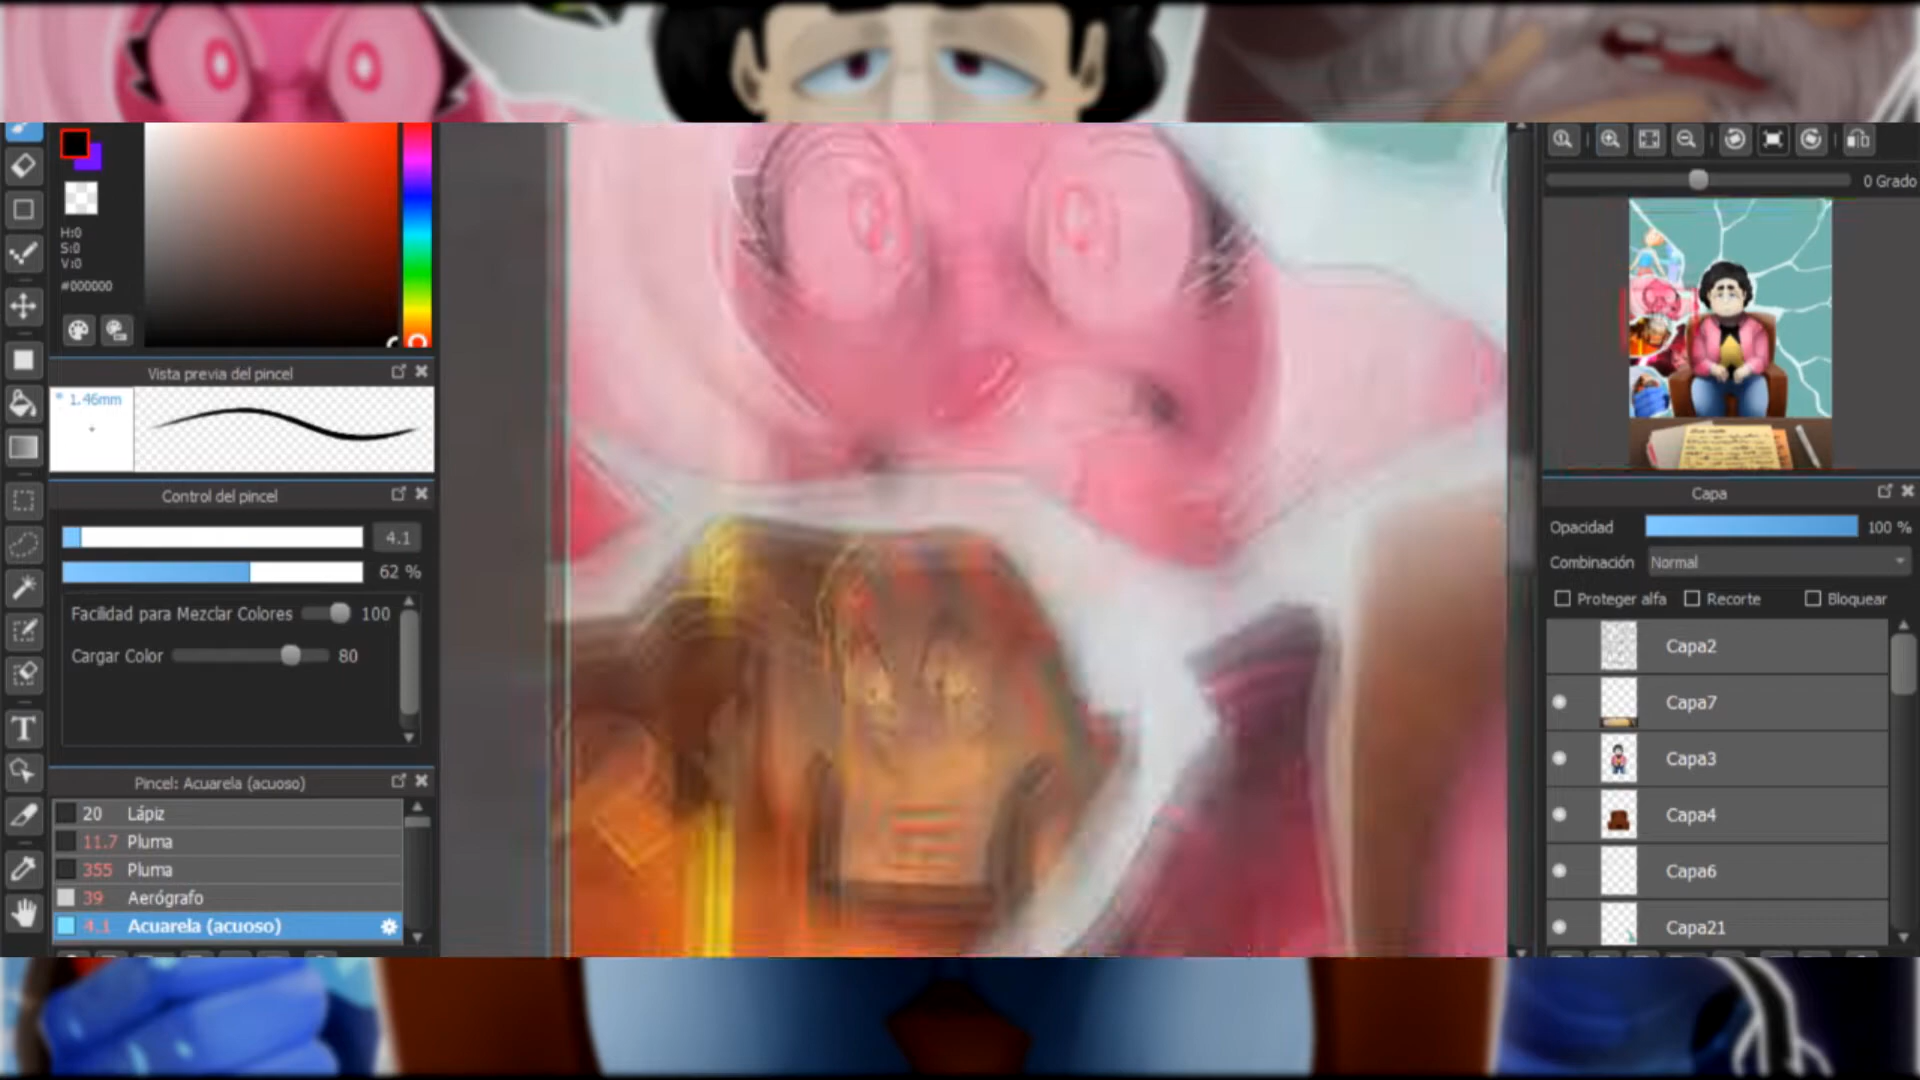 H:0
S:0
V:0
#000000
Vista previa del pincel
* 1.46mm
Control del pincel
4.1
62 %
Facilidad para Mezclar Colores 100
Cargar Color 80
Pincel: Acuarela (acuoso)
20 Lápiz
11.7 Pluma
355 Pluma
39 Aerógrafo
4.1 Acuarela (acuoso)
T
0 Grado
Capa
Opacidad 100 %
Combinación Normal
Proteger alfa Recorte Bloquear
Capa2
Capa7
Capa3
Capa4
Capa6
Capa21